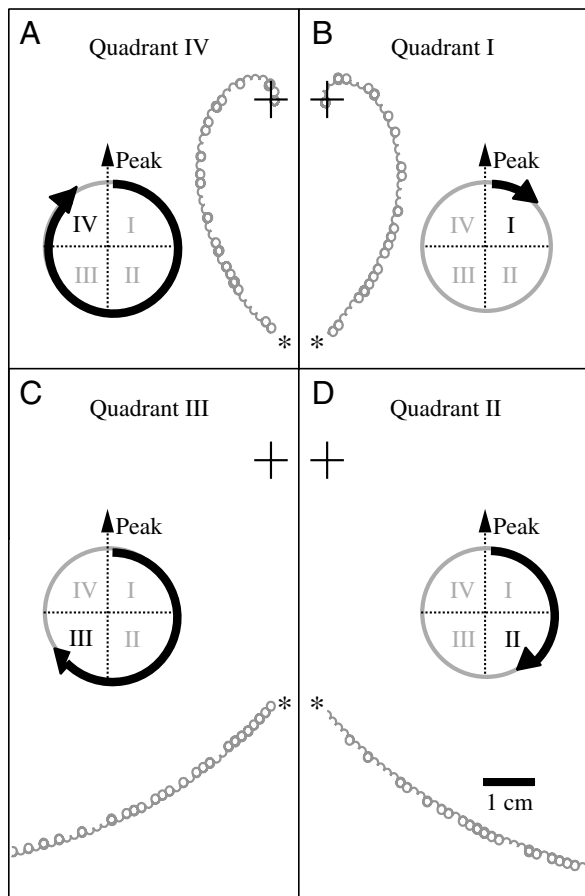 A
Quadrant IV
Peak
IV
I
III
II
*
B
Quadrant I
Peak
IV
I
III
II
*
C
Quadrant III
Peak
IV
I
III
II
*
D
Quadrant II
Peak
IV
I
III
II
*
1 cm